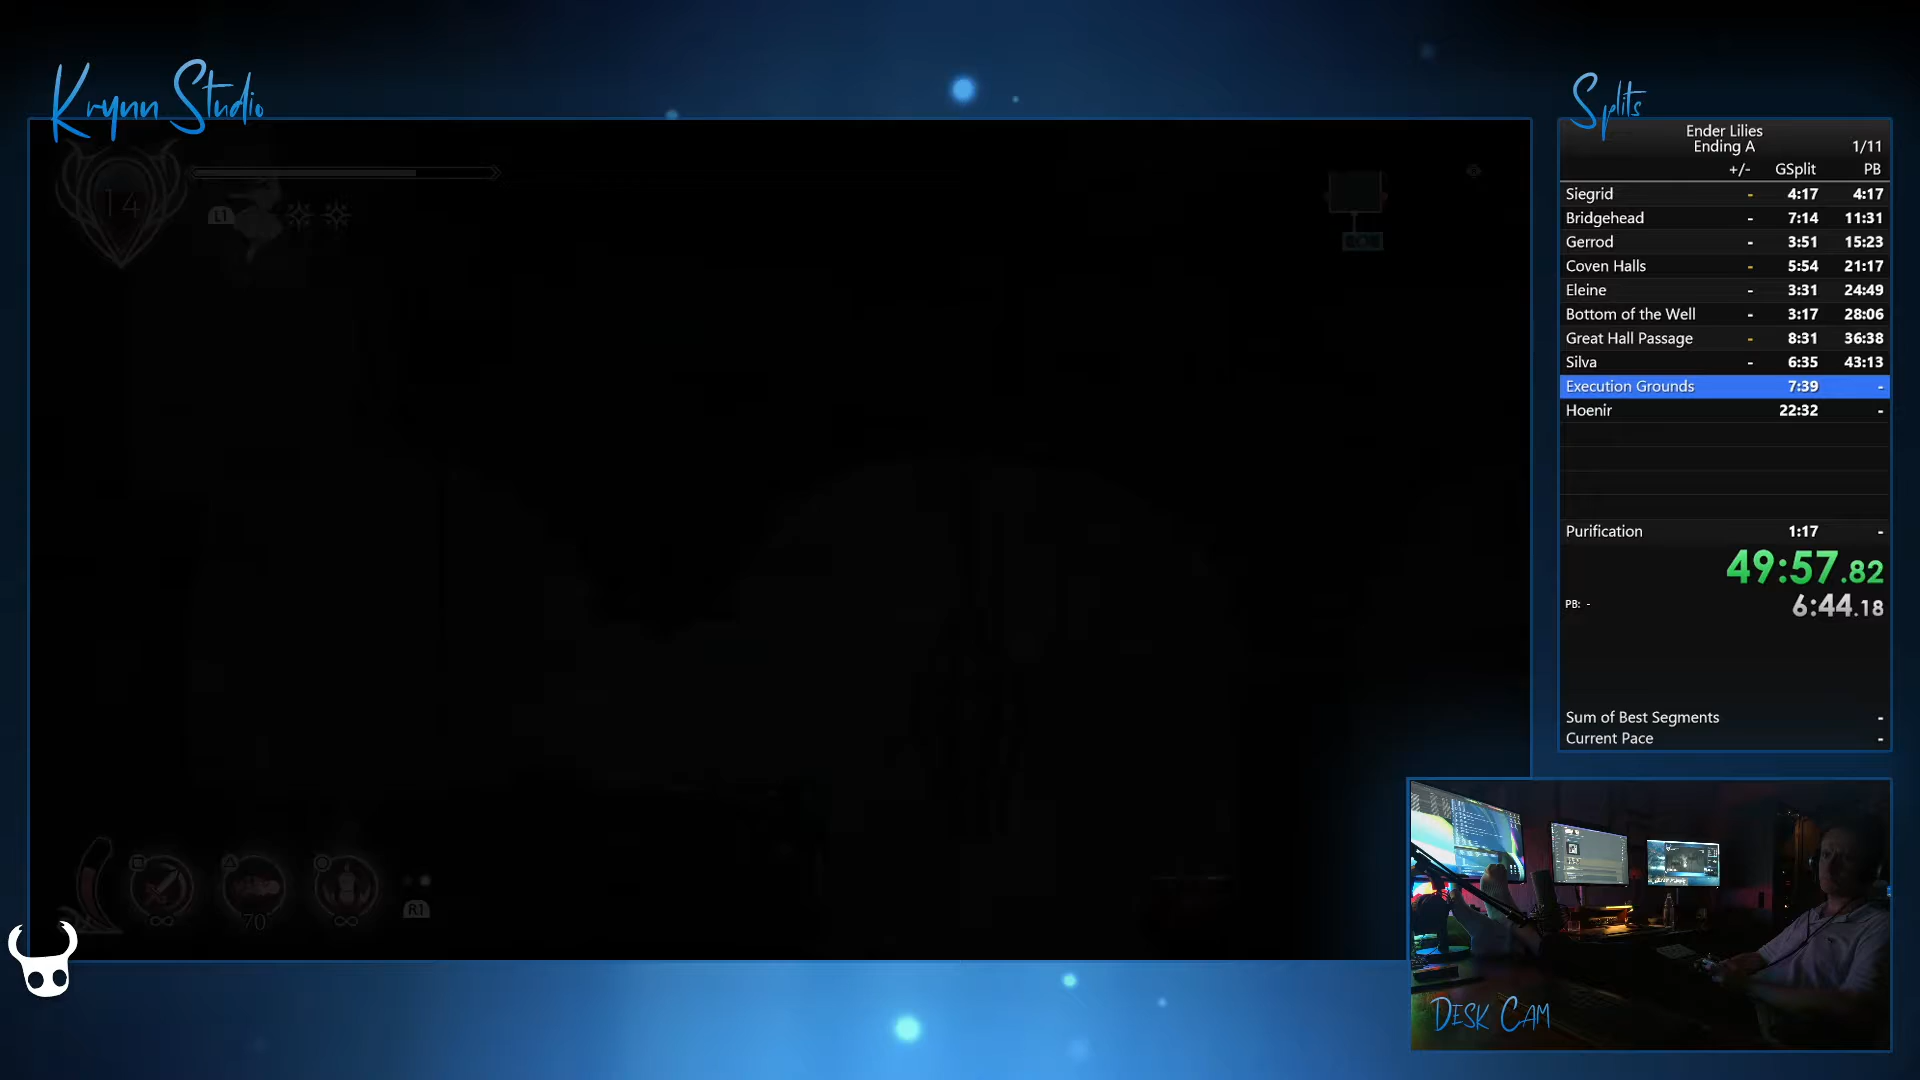 Krynn Studio
Splits
14
L1
70
R1
Ender Lilies
Ending A 1/11
+/- GSplit PB
Siegrid - 4:17 4:17
Bridgehead - 7:14 11:31
Gerrod - 3:51 15:23
Coven Halls - 5:54 21:17
Eleine - 3:31 24:49
Bottom of the Well - 3:17 28:06
Great Hall Passage - 8:31 36:38
Silva - 6:35 43:13
Execution Grounds 7:39 -
Hoenir 22:32 -
Purification 1:17 -
49:57.82
PB: - 6:44.18
Sum of Best Segments -
Current Pace -
Desk Cam